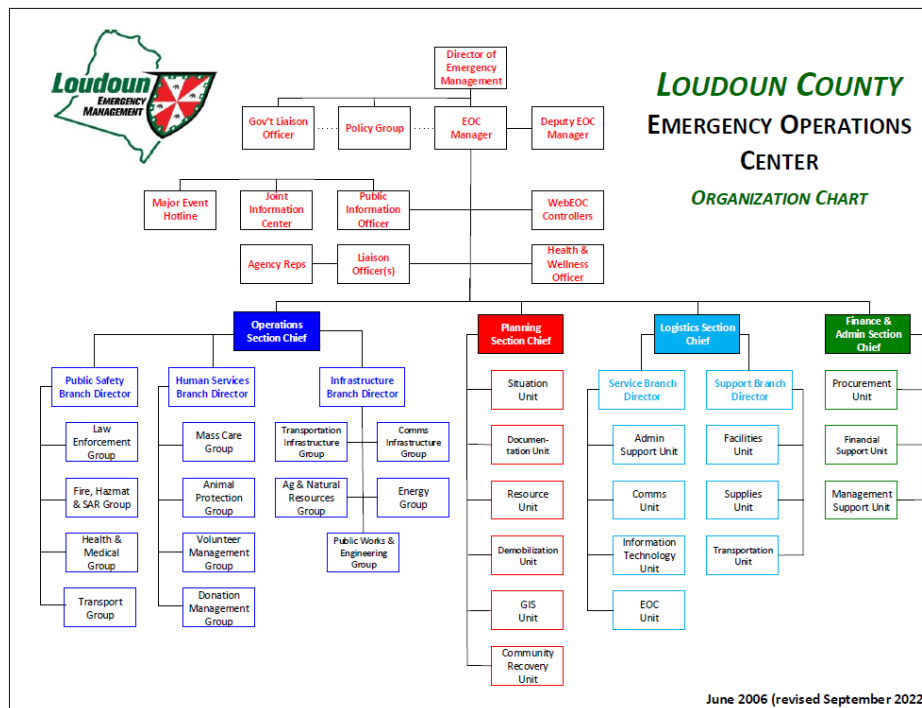 Loudoun
EMERGENCY
MANAGEMENT
LOUDOUN COUNTY
EMERGENCY OPERATIONS
CENTER
ORGANIZATION CHART
Director of
Emergency
Management
Gov't Liaison
Officer
Policy Group
EOC
Manager
Deputy EOC
Manager
Major Event
Hotline
Joint
Information
Center
Public
Information
Officer
WebEOC
Controllers
Agency Reps
Liaison
Officer(s)
Health &
Wellness
Officer
Operations
Section Chief
Planning
Section Chief
Logistics Section
Chief
Finance &
Admin Section
Chief
Public Safety
Branch Director
Human Services
Branch Director
Infrastructure
Branch Director
Situation
Unit
Service Branch
Director
Support Branch
Director
Procurement
Unit
Law
Enforcement
Group
Mass Care
Group
Transportation
Infrastructure
Group
Comms
Infrastructure
Group
Documen-
tation Unit
Admin
Support Unit
Facilities
Unit
Financial
Support Unit
Fire, Hazmat
& SAR Group
Animal
Protection
Group
Ag & Natural
Resources
Group
Energy
Group
Resource
Unit
Comms
Unit
Supplies
Unit
Management
Support Unit
Health &
Medical
Group
Volunteer
Management
Group
Public Works &
Engineering
Group
Demobilization
Unit
Information
Technology
Unit
Transportation
Unit
Transport
Group
Donation
Management
Group
GIS
Unit
EOC
Unit
Community
Recovery
Unit
June 2006 (revised September 2022